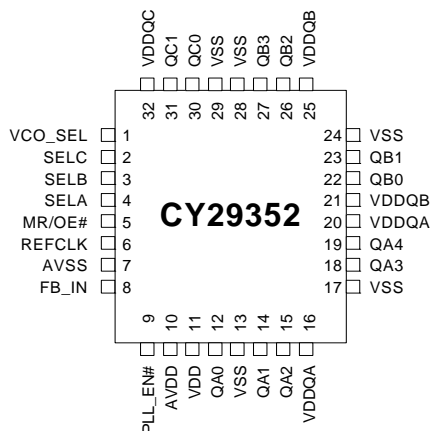 VDDQC
QC1
QC0
VSS
VSS
QB3
QB2
VDDQB
32
31
30
29
28
27
26
25
VCO_SEL 1
SELC 2
SELB 3
SELA 4
MR/OE# 5
REFCLK 6
AVSS 7
FB_IN 8
CY29352
24 VSS
23 QB1
22 QB0
21 VDDQB
20 VDDQA
19 QA4
18 QA3
17 VSS
9
10
11
12
13
14
15
16
PLL_EN#
AVDD
VDD
QA0
VSS
QA1
QA2
VDDQA